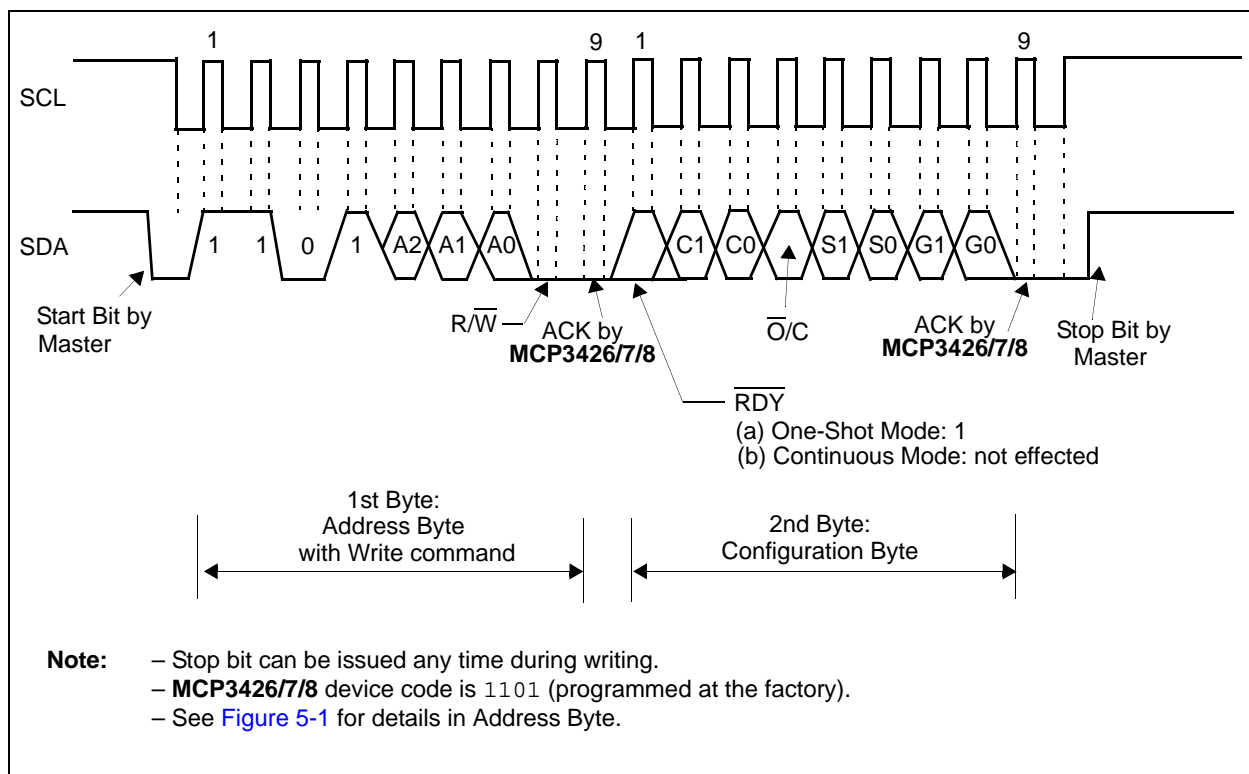 1 9 1 9
SCL
SDA
1 1 0 1 A2 A1 A0 C1 C0 S1 S0 G1 G0
Start Bit by
Master
R/W̅
ACK by
MCP3426/7/8
O̅/C
ACK by
MCP3426/7/8
Stop Bit by
Master
R̅D̅Y̅
(a) One-Shot Mode: 1
(b) Continuous Mode: not effected
1st Byte:
Address Byte
with Write command
2nd Byte:
Configuration Byte
Note: – Stop bit can be issued any time during writing.
– MCP3426/7/8 device code is 1101 (programmed at the factory).
– See Figure 5-1 for details in Address Byte.